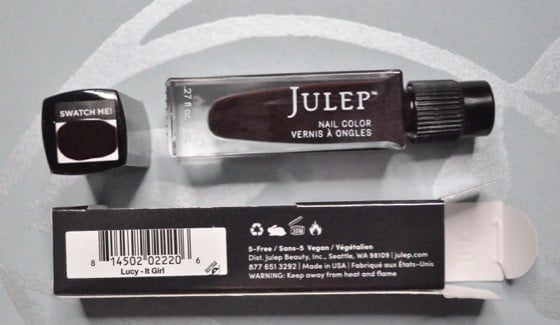 SWATCH ME!
.27 fl oz.
JULEP™
NAIL COLOR
VERNIS À ONGLES
8 14502 02220 6
Lucy - It Girl
5-Free / Sans-5 Vegan / Végétalien
Dist. Julep Beauty, Inc., Seattle, WA 98109 | julep.com
877 651 3292 | Made in USA | Fabriqué aux États-Unis
WARNING: Keep away from heat and flame